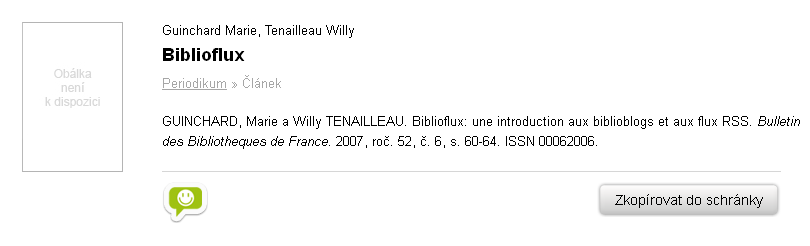 Guinchard Marie, Tenailleau Willy
Obálka
není
k dispozici
Biblioflux
Periodikum » Článek
GUINCHARD, Marie a Willy TENAILLEAU. Biblioflux: une introduction aux biblioblogs et aux flux RSS. Bulletin
des Bibliotheques de France. 2007, roč. 52, č. 6, s. 60-64. ISSN 00062006.
Zkopírovat do schránky